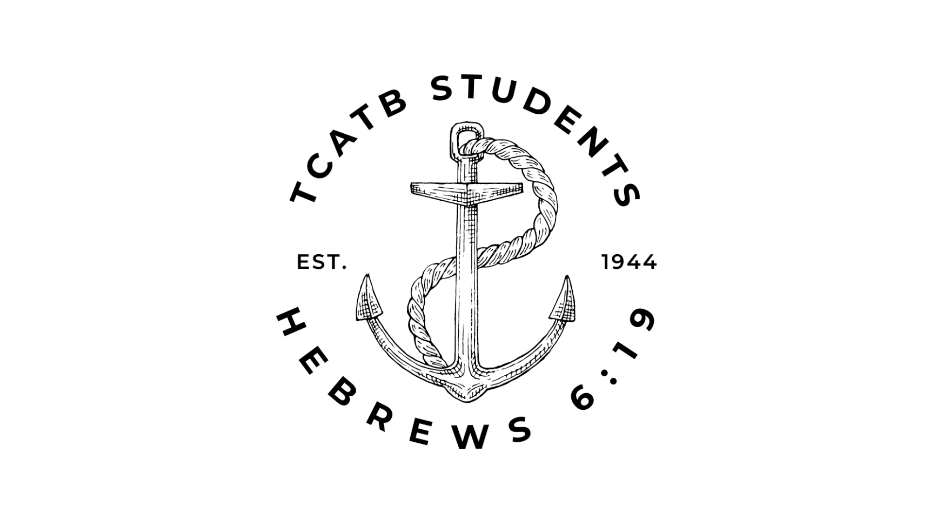 TCATB STUDENTS
EST. 1944
HEBREWS 6:19